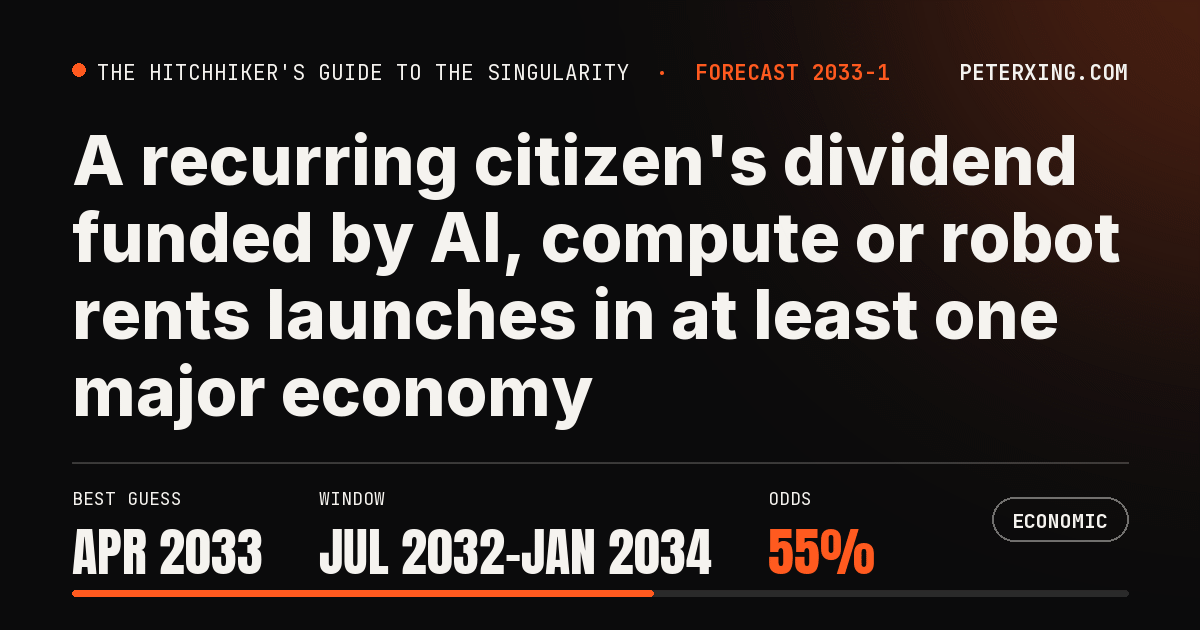 THE HITCHHIKER'S GUIDE TO THE SINGULARITY · FORECAST 2033-1 PETERXING.COM
A recurring citizen's dividend
funded by AI, compute or robot
rents launches in at least one
major economy
BEST GUESS WINDOW ODDS
ECONOMIC
APR 2033 JUL 2032-JAN 2034 55%